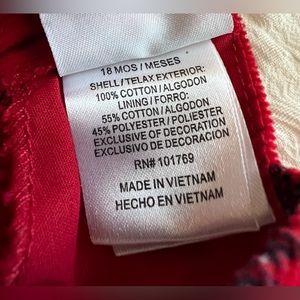 18 MOS / MESES
SHELL / TELAX EXTERIOR:
100% COTTON / ALGODON
LINING / FORRO:
55% COTTON / ALGODON
45% POLYESTER / POLIESTER
EXCLUSIVE OF DECORATION
EXCLUSIVO DE DECORACION
RN# 101769
MADE IN VIETNAM
HECHO EN VIETNAM